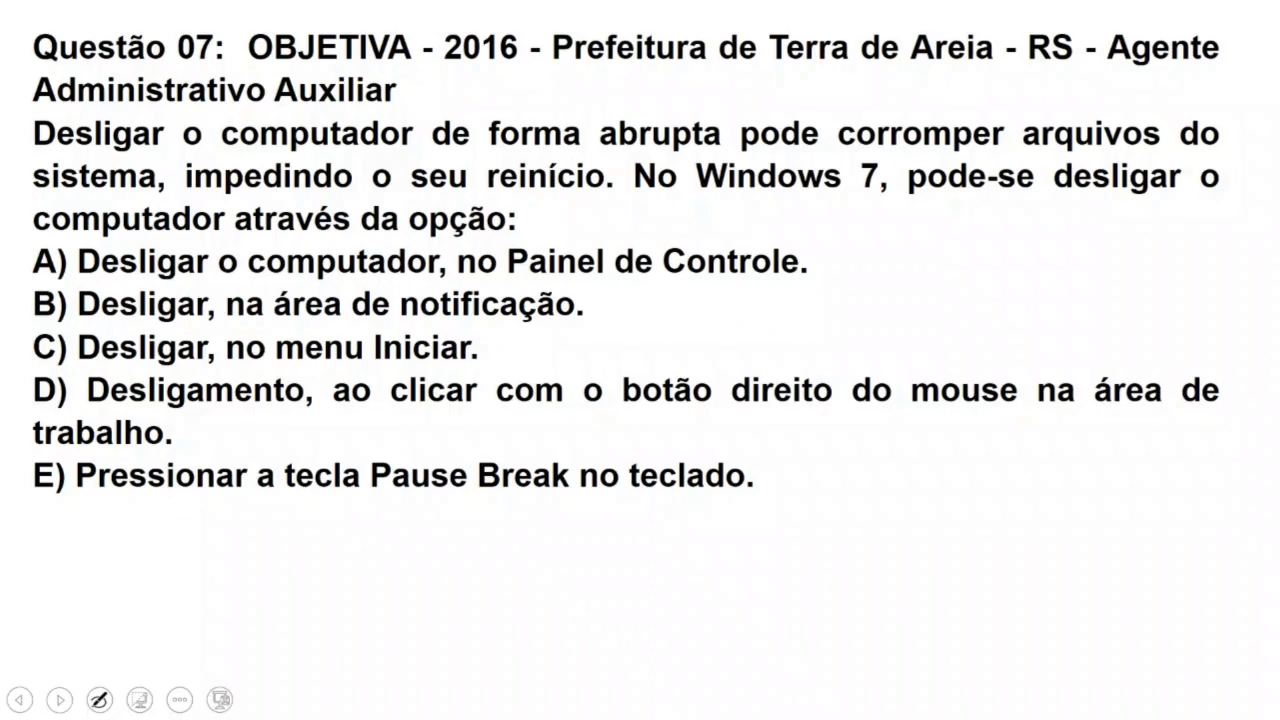 Questão 07: OBJETIVA - 2016 - Prefeitura de Terra de Areia - RS - Agente
Administrativo Auxiliar
Desligar o computador de forma abrupta pode corromper arquivos do
sistema, impedindo o seu reinício. No Windows 7, pode-se desligar o
computador através da opção:
A) Desligar o computador, no Painel de Controle.
B) Desligar, na área de notificação.
C) Desligar, no menu Iniciar.
D) Desligamento, ao clicar com o botão direito do mouse na área de
trabalho.
E) Pressionar a tecla Pause Break no teclado.